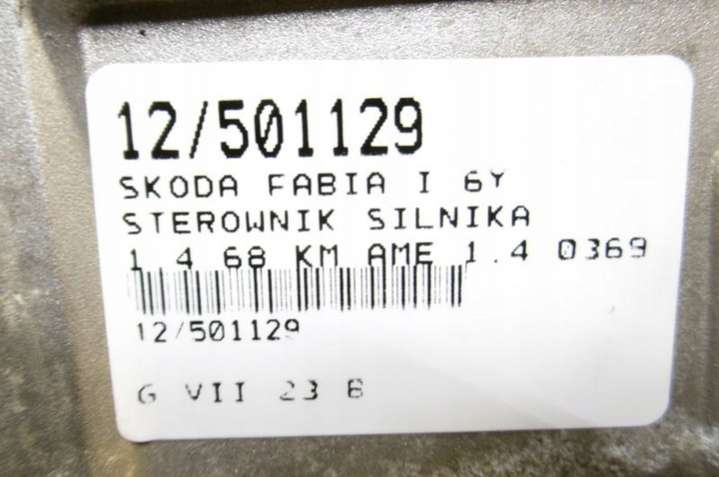 12/501129
SKODA FABIA I 6Y
STEROWNIK SILNIKA
1 4 68 KM AME 1.4 0369
12/501129
G VII 23 B